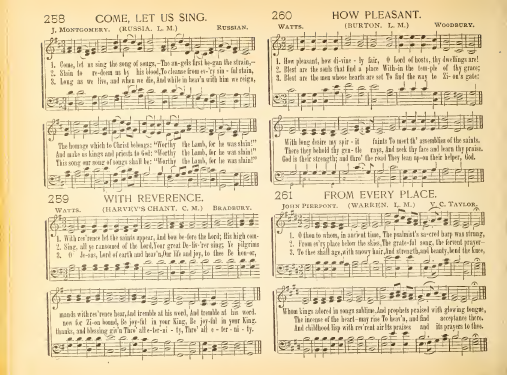 258 COME, LET US SING.
J. MONTGOMERY. (RUSSIA. L. M.) RUSSIAN.
1. Come, let us sing the song of songs,—The an-gels first be-gan the strain,—
2. Slain to re-deem us by his blood, To cleanse from ev'ry sin-ful stain,
3. Long as we live, and when we die, And while in heav'n with him we reign,
The homage which to Christ belongs: "Worthy the Lamb, for he was slain!"
And make us kings and priests to God: "Worthy the Lamb, for he was slain!"
This song our song of songs shall be: "Worthy the Lamb, for he was slain!"
259 WITH REVERENCE.
WATTS. (HARVEY'S CHANT. C. M.) BRADBURY.
1. With rev'rence let the saints appear, And bow be-fore the Lord; His high com-
2. Sing, all ye ransomed of the Lord, Your great De-liv-'rer sing; Ye pilgrims
3. O Je-sus, Lord of earth and heav'n, Our life and joy, to thee Be hon-or,
mands with rev'rence hear, And tremble at his word, And tremble at his word.
now for Zi-on bound, Be joy-ful in your King, Be joy-ful in your King.
thanks, and blessing giv'n Thro' all e-ter-ni-ty, Thro' all e-ter-ni-ty.
260 HOW PLEASANT.
WATTS. (BURTON. L. M.) WOODBURY.
1. How pleasant, how divine-ly fair, O Lord of hosts, thy dwellings are!
2. Blest are the souls that find a place With-in the tem-ple of thy grace;
3. Blest are the men whose hearts are set To find the way to Zi-on's gate:
With long desire my spir-it faints To meet th' assemblies of the saints.
There they behold thy gen-tle rays, And seek thy face and learn thy praise.
God is their strength; and thro' the road They lean up-on their helper, God.
261 FROM EVERY PLACE.
JOHN PIERPONT. (WARREN. L. M.) V. C. TAYLOR.
1. O thou to whom, in ancient time, The psalmist's sa-cred harp was strung,
2. From ev'ry place below the skies, The grate-ful song, the fervent prayer—
3. To thee shall age, with snowy hair, And strength, and beauty, bend the knee,
Whom kings adored in songs sublime, And prophets praised with glowing tongue,
The incense of the heart—may rise To heav'n, and find acceptance there.
And childhood lisp with rev'rent air Its praises and its prayers to thee.